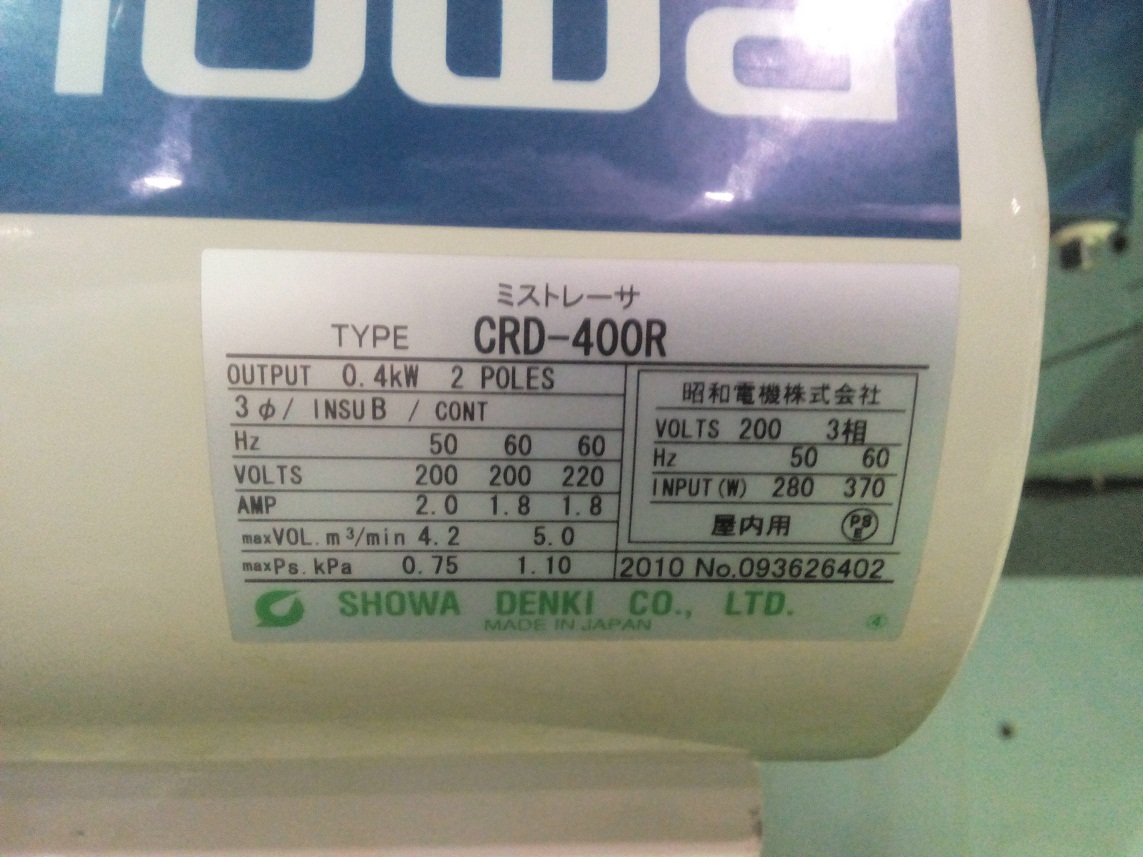 showa
ミストレーサ
TYPE CRD-400R
OUTPUT 0.4kW 2 POLES
3φ/ INSU B / CONT
Hz 50 60 60
VOLTS 200 200 220
AMP 2.0 1.8 1.8
maxVOL. m³/min 4.2 5.0
maxPs. kPa 0.75 1.10
昭和電機株式会社
VOLTS 200 3相
Hz 50 60
INPUT(W) 280 370
屋内用 PSE
2010 No.093626402
SHOWA DENKI CO., LTD.
MADE IN JAPAN
④